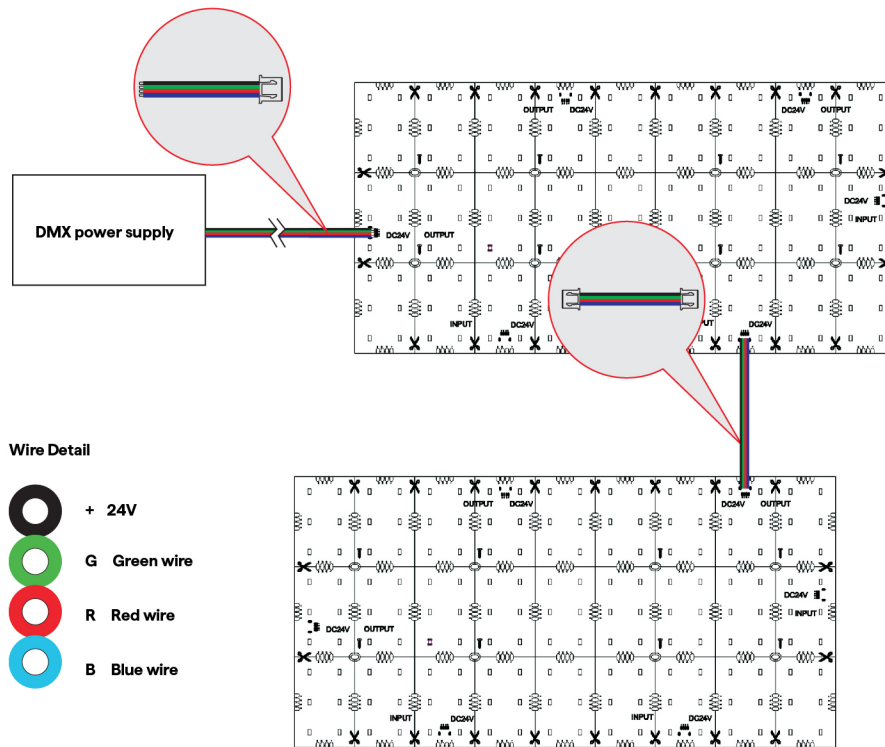 OUTPUT DC24V DC24V OUTPUT
DC24V
INPUT
DMX power supply
DC24V OUTPUT
INPUT DC24V PUT DC24V
Wire Detail
+ 24V
G Green wire
R Red wire
B Blue wire
OUTPUT DC24V DC24V OUTPUT
DC24V
INPUT
DC24V OUTPUT
INPUT DC24V INPUT DC24V